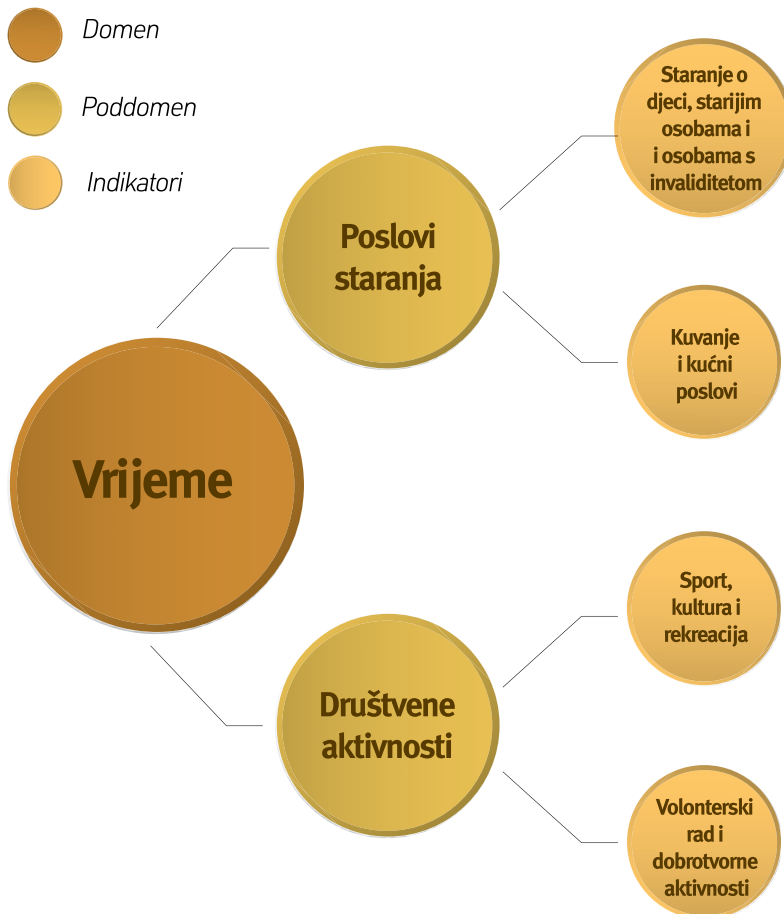 Domen
Poddomen
Indikatori
Staranje o
djeci, starijim
osobama i
i osobama s
invaliditetom
Poslovi
staranja
Kuvanje
i kućni
poslovi
Vrijeme
Sport,
kultura i
rekreacija
Društvene
aktivnosti
Volonterski
rad i
dobrotvorne
aktivnosti